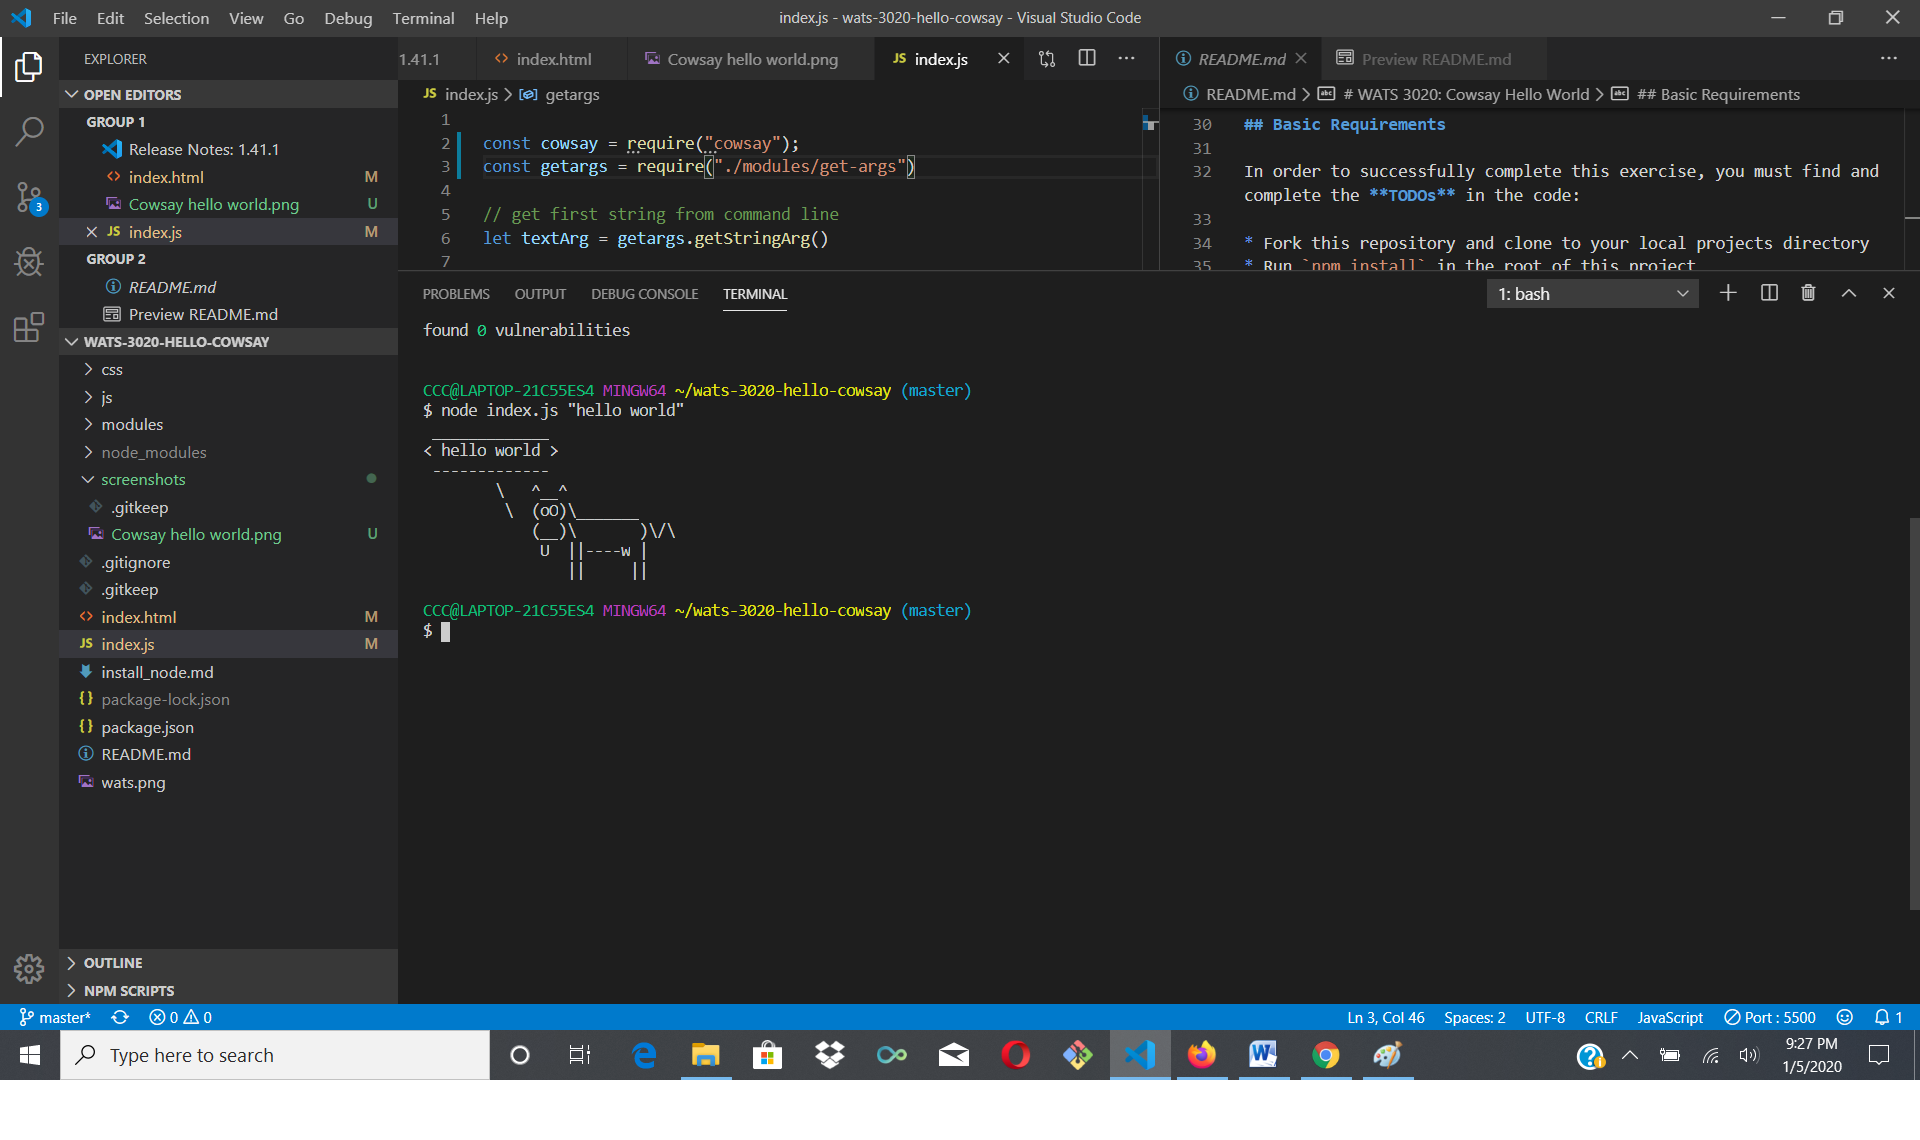 File Edit Selection View Go Debug Terminal Help
index.js - wats-3020-hello-cowsay - Visual Studio Code
EXPLORER
OPEN EDITORS
GROUP 1
Release Notes: 1.41.1
index.html M
Cowsay hello world.png U
JS index.js M
GROUP 2
README.md
Preview README.md
WATS-3020-HELLO-COWSAY
css
js
modules
node_modules
screenshots
.gitkeep
Cowsay hello world.png U
.gitignore
.gitkeep
index.html M
JS index.js M
install_node.md
package-lock.json
{} package.json
README.md
wats.png
OUTLINE
NPM SCRIPTS
3
1.41.1
index.html
Cowsay hello world.png
JS index.js
JS index.js > getargs
1
2 const cowsay = require("cowsay");
3 const getargs = require("./modules/get-args")
4
5 // get first string from command line
6 let textArg = getargs.getStringArg()
7
README.md
Preview README.md
README.md > # WATS 3020: Cowsay Hello World > ## Basic Requirements
30 ## Basic Requirements
31
32 In order to successfully complete this exercise, you must find and
complete the **TODOs** in the code:
33
34 * Fork this repository and clone to your local projects directory
35 * Run `npm install` in the root of this project
PROBLEMS OUTPUT DEBUG CONSOLE TERMINAL
1: bash
found 0 vulnerabilities
CCC@LAPTOP-21C55ES4 MINGW64 ~/wats-3020-hello-cowsay (master)
$ node index.js "hello world"
 _____________
< hello world >
 -------------
        \   ^__^
         \  (oO)\_______
            (__)\       )\/\
             U  ||----w |
                ||     ||
CCC@LAPTOP-21C55ES4 MINGW64 ~/wats-3020-hello-cowsay (master)
$
master* 0 0
Ln 3, Col 46 Spaces: 2 UTF-8 CRLF JavaScript Port : 5500 1
Type here to search
9:27 PM
1/5/2020